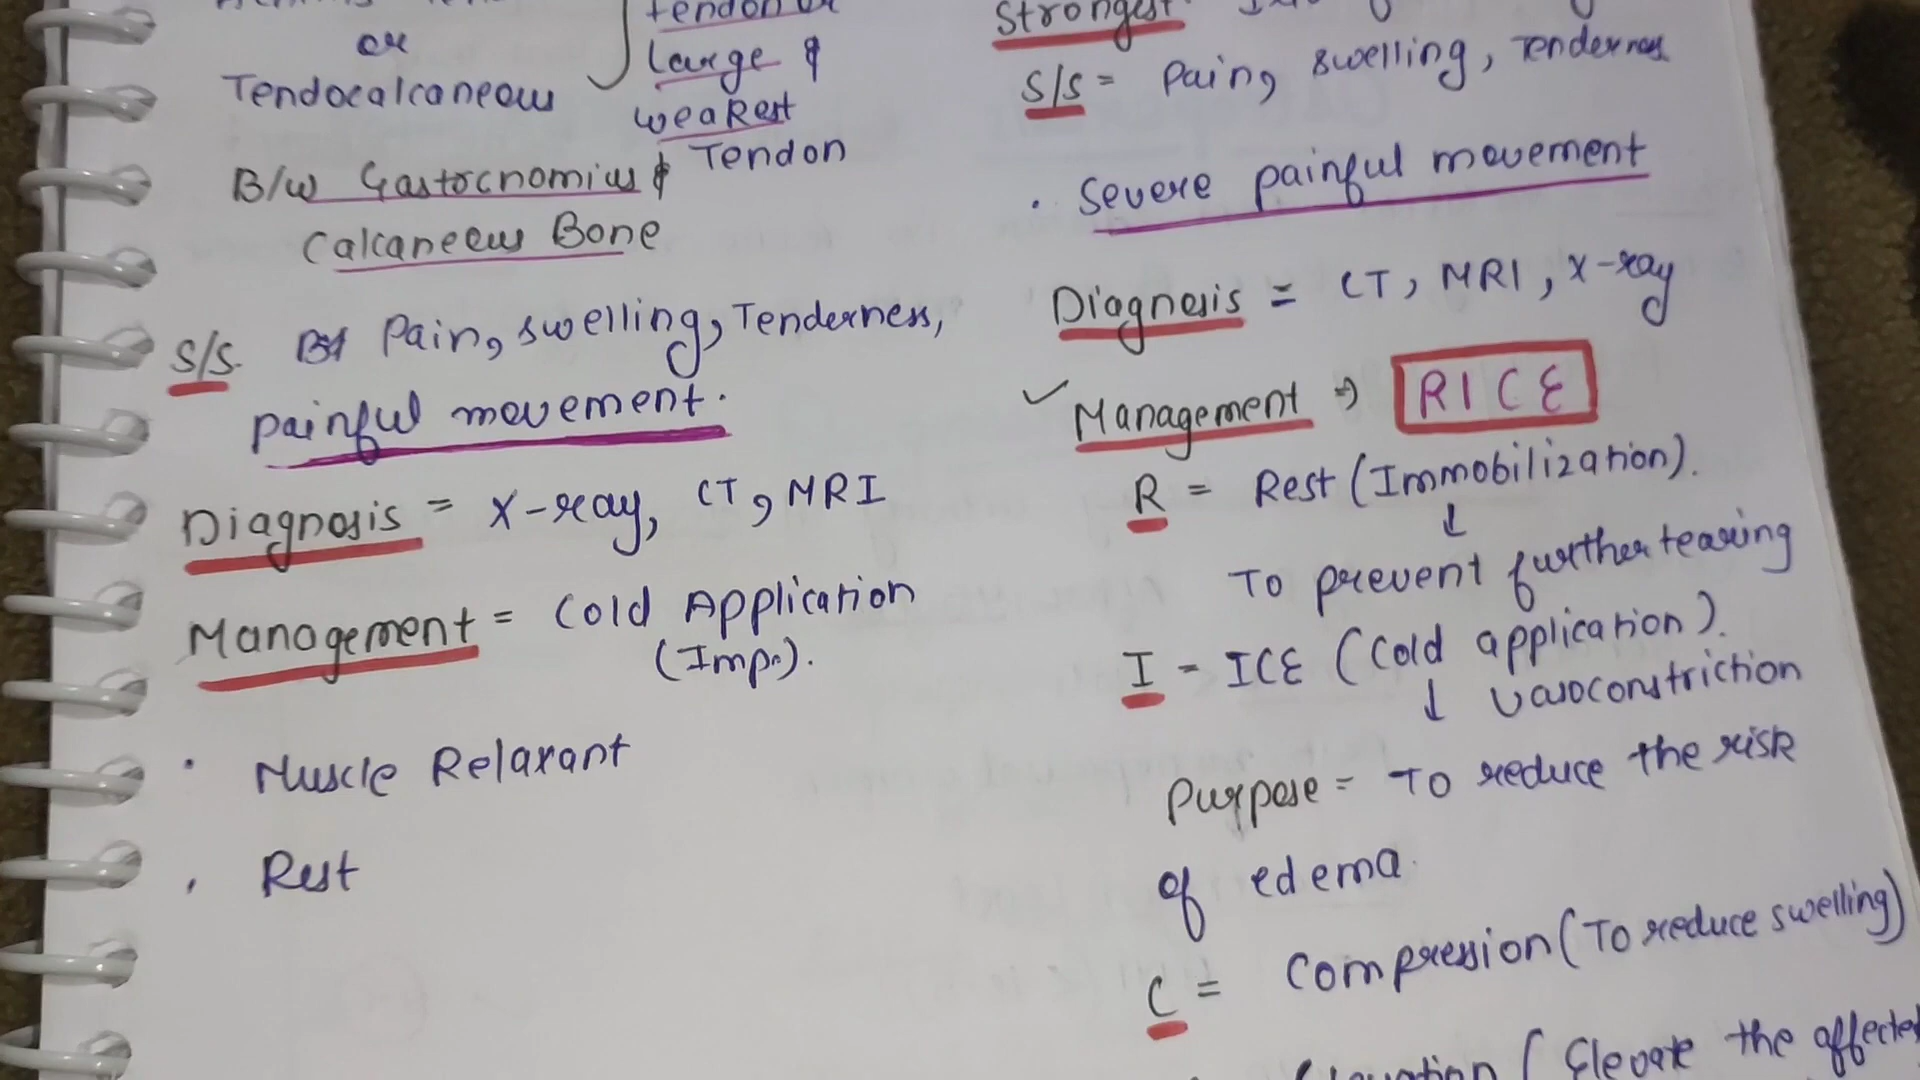 tendon or
or
large &
Tendocalcaneous
weakest
Tendon
B/w Gastrocnomius &
Calcaneeus Bone
S/S. Pain, swelling, Tenderness,
painful movement.
Diagnosis = X-ray, CT, MRI
Management = Cold Application
(Imp.).
• Muscle Relaxant
• Rest
Strongest
S/S = Pain, swelling, Tenderness
• Severe painful movement
Diagnosis = CT, MRI, X-ray
✓ Management ⇒ RICE
R = Rest (Immobilization).
↓
To prevent further tearing
I - ICE (Cold application).
↓ Vasoconstriction
Purpose = To reduce the risk
of edema.
C = Compression (To reduce swelling)
(Elevate the affected